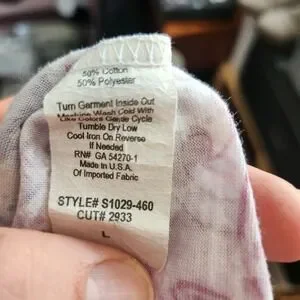 50% Cotton
50% Polyester
Turn Garment Inside Out
Machine Wash Cold With
Like Colors Gentle Cycle
Tumble Dry Low
Cool Iron On Reverse
If Needed
RN# GA 54270-1
Made In U.S.A.
Of Imported Fabric
STYLE# S1029-460
CUT# 2933
L